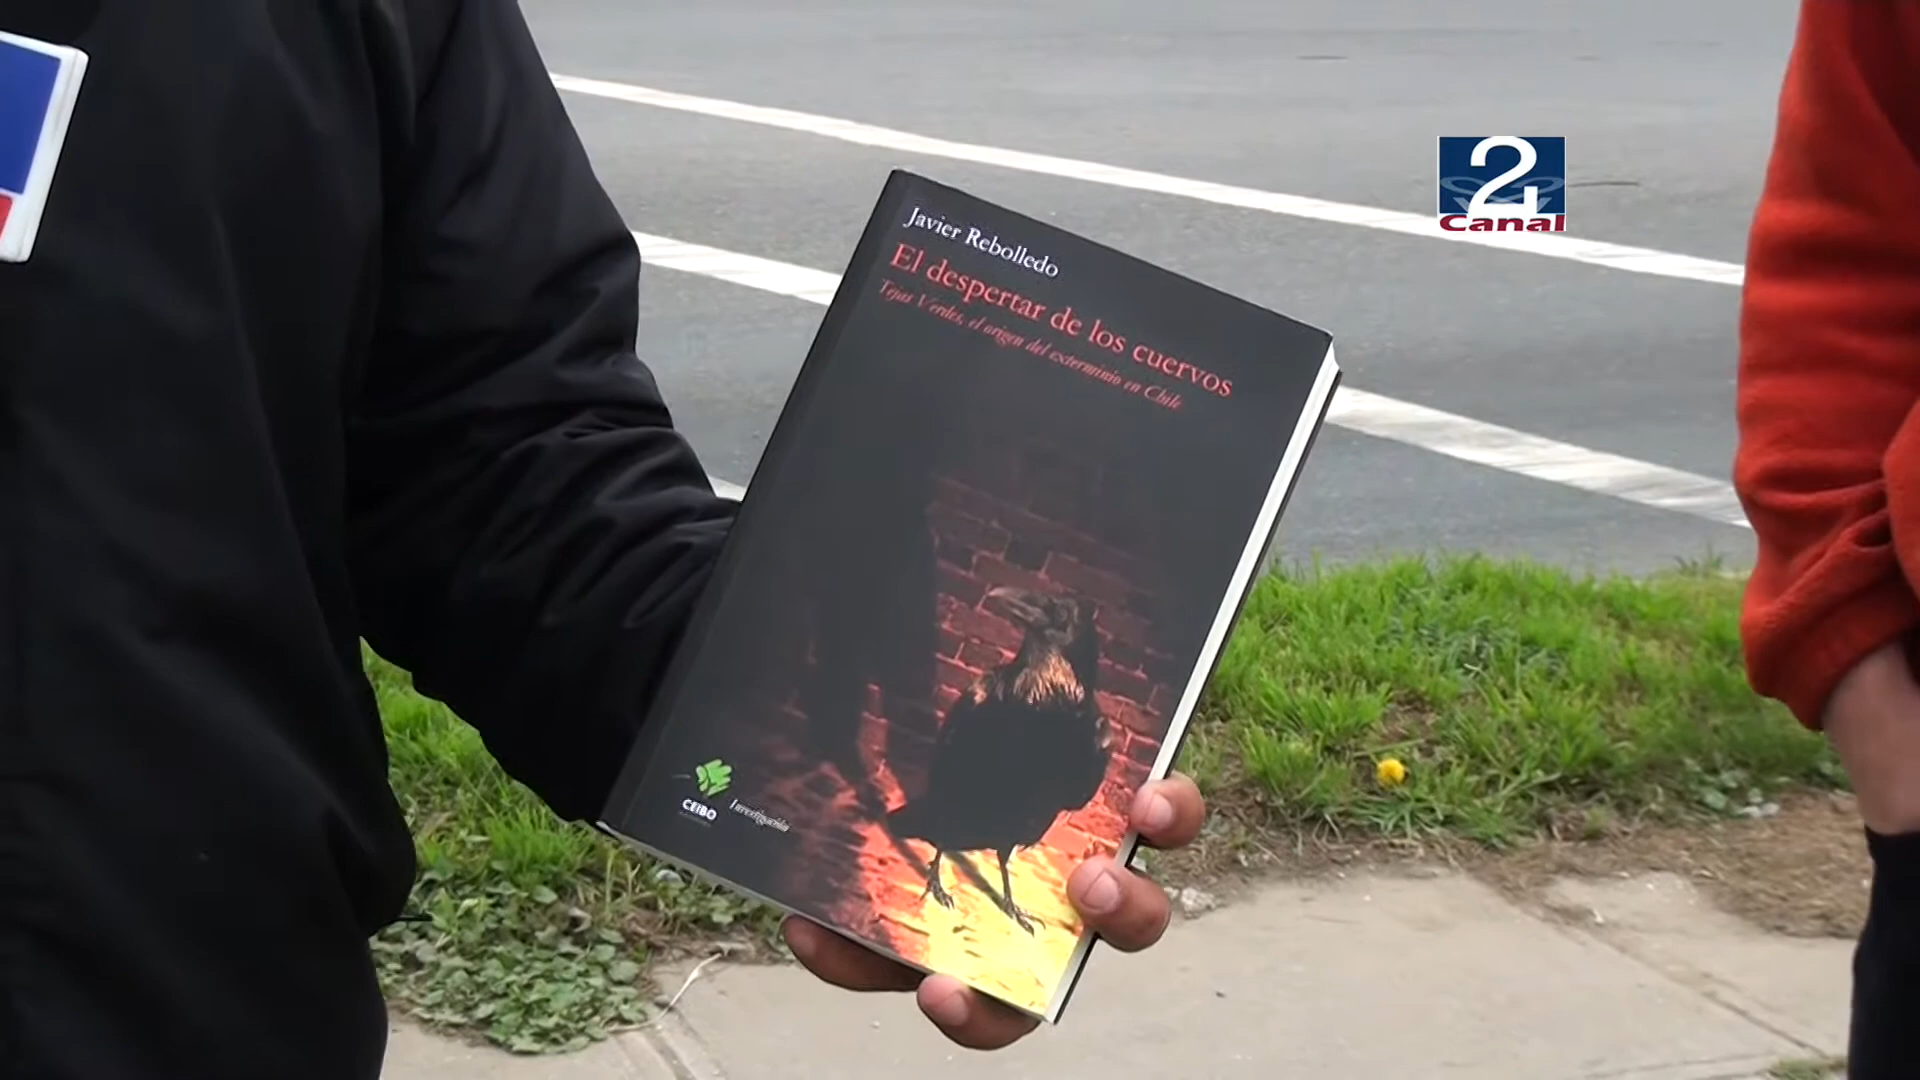 2
Canal
Javier Rebolledo
El despertar de los cuervos
Tejas Verdes, el origen del exterminio en Chile
CEIBO
Investigación